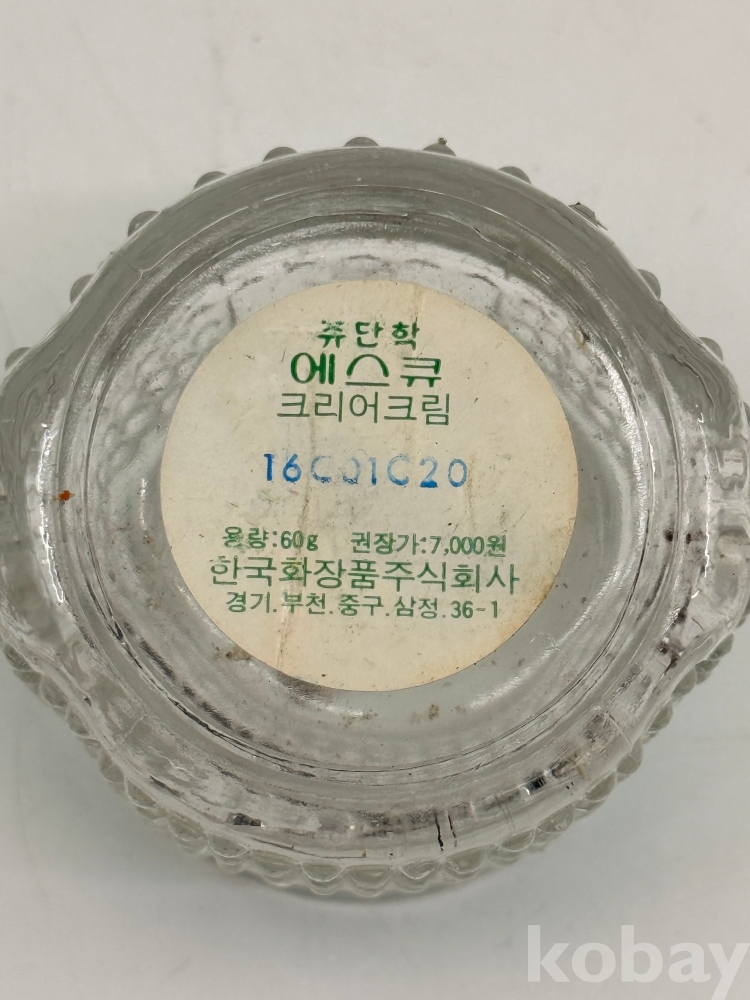 쥬단학
에스큐
크리어크림
16C01C20
용량:60g 권장가:7,000원
한국화장품주식회사
경기.부천.중구.삼정.36-1
kobay